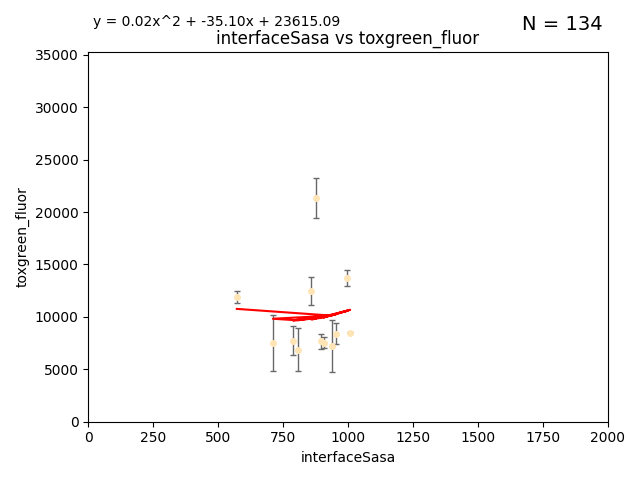 y = 0.02x^2 + -35.10x + 23615.09
N = 134
interfaceSasa vs toxgreen_fluor
35000
30000
25000
20000
15000
10000
5000
0
toxgreen_fluor
0 250 500 750 1000 1250 1500 1750 2000
interfaceSasa